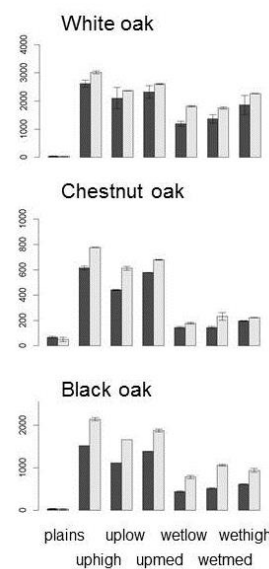 White oak
4000
3000
2000
1000
0
Chestnut oak
1000
800
600
400
200
0
Black oak
2000
1000
0
plains uplow wetlow wethigh
uphigh upmed wetmed